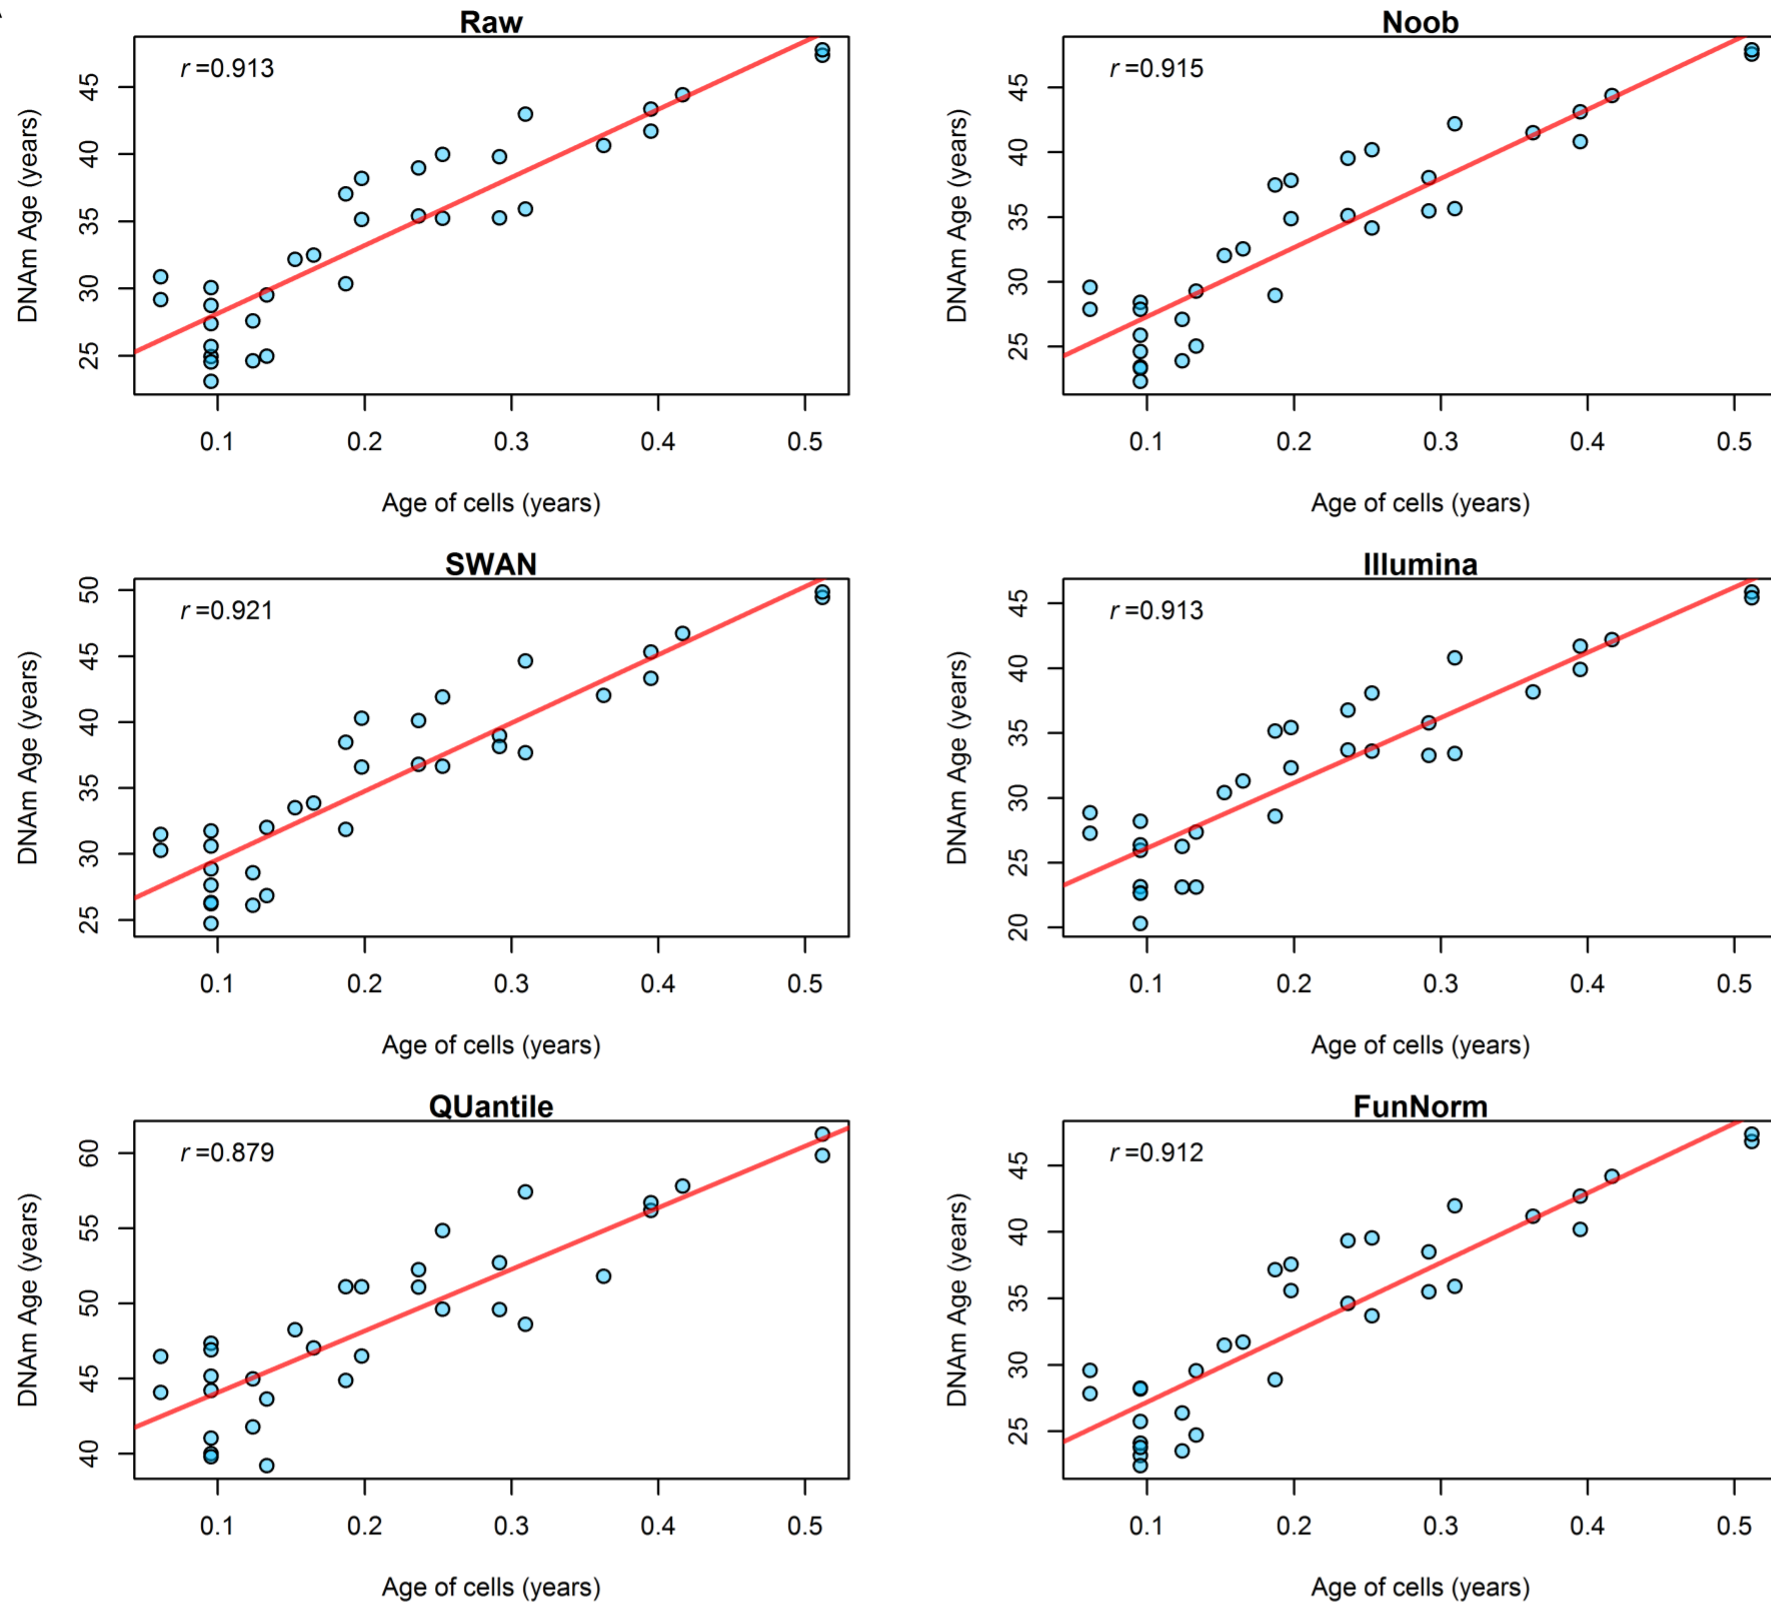 Raw
r =0.913
DNAm Age (years)
45
40
35
30
25
0.1 0.2 0.3 0.4 0.5
Age of cells (years)
Noob
r =0.915
DNAm Age (years)
45
40
35
30
25
0.1 0.2 0.3 0.4 0.5
Age of cells (years)
SWAN
r =0.921
DNAm Age (years)
50
45
40
35
30
25
0.1 0.2 0.3 0.4 0.5
Age of cells (years)
Illumina
r =0.913
DNAm Age (years)
45
40
35
30
25
20
0.1 0.2 0.3 0.4 0.5
Age of cells (years)
QUantile
r =0.879
DNAm Age (years)
60
55
50
45
40
0.1 0.2 0.3 0.4 0.5
Age of cells (years)
FunNorm
r =0.912
DNAm Age (years)
45
40
35
30
25
0.1 0.2 0.3 0.4 0.5
Age of cells (years)